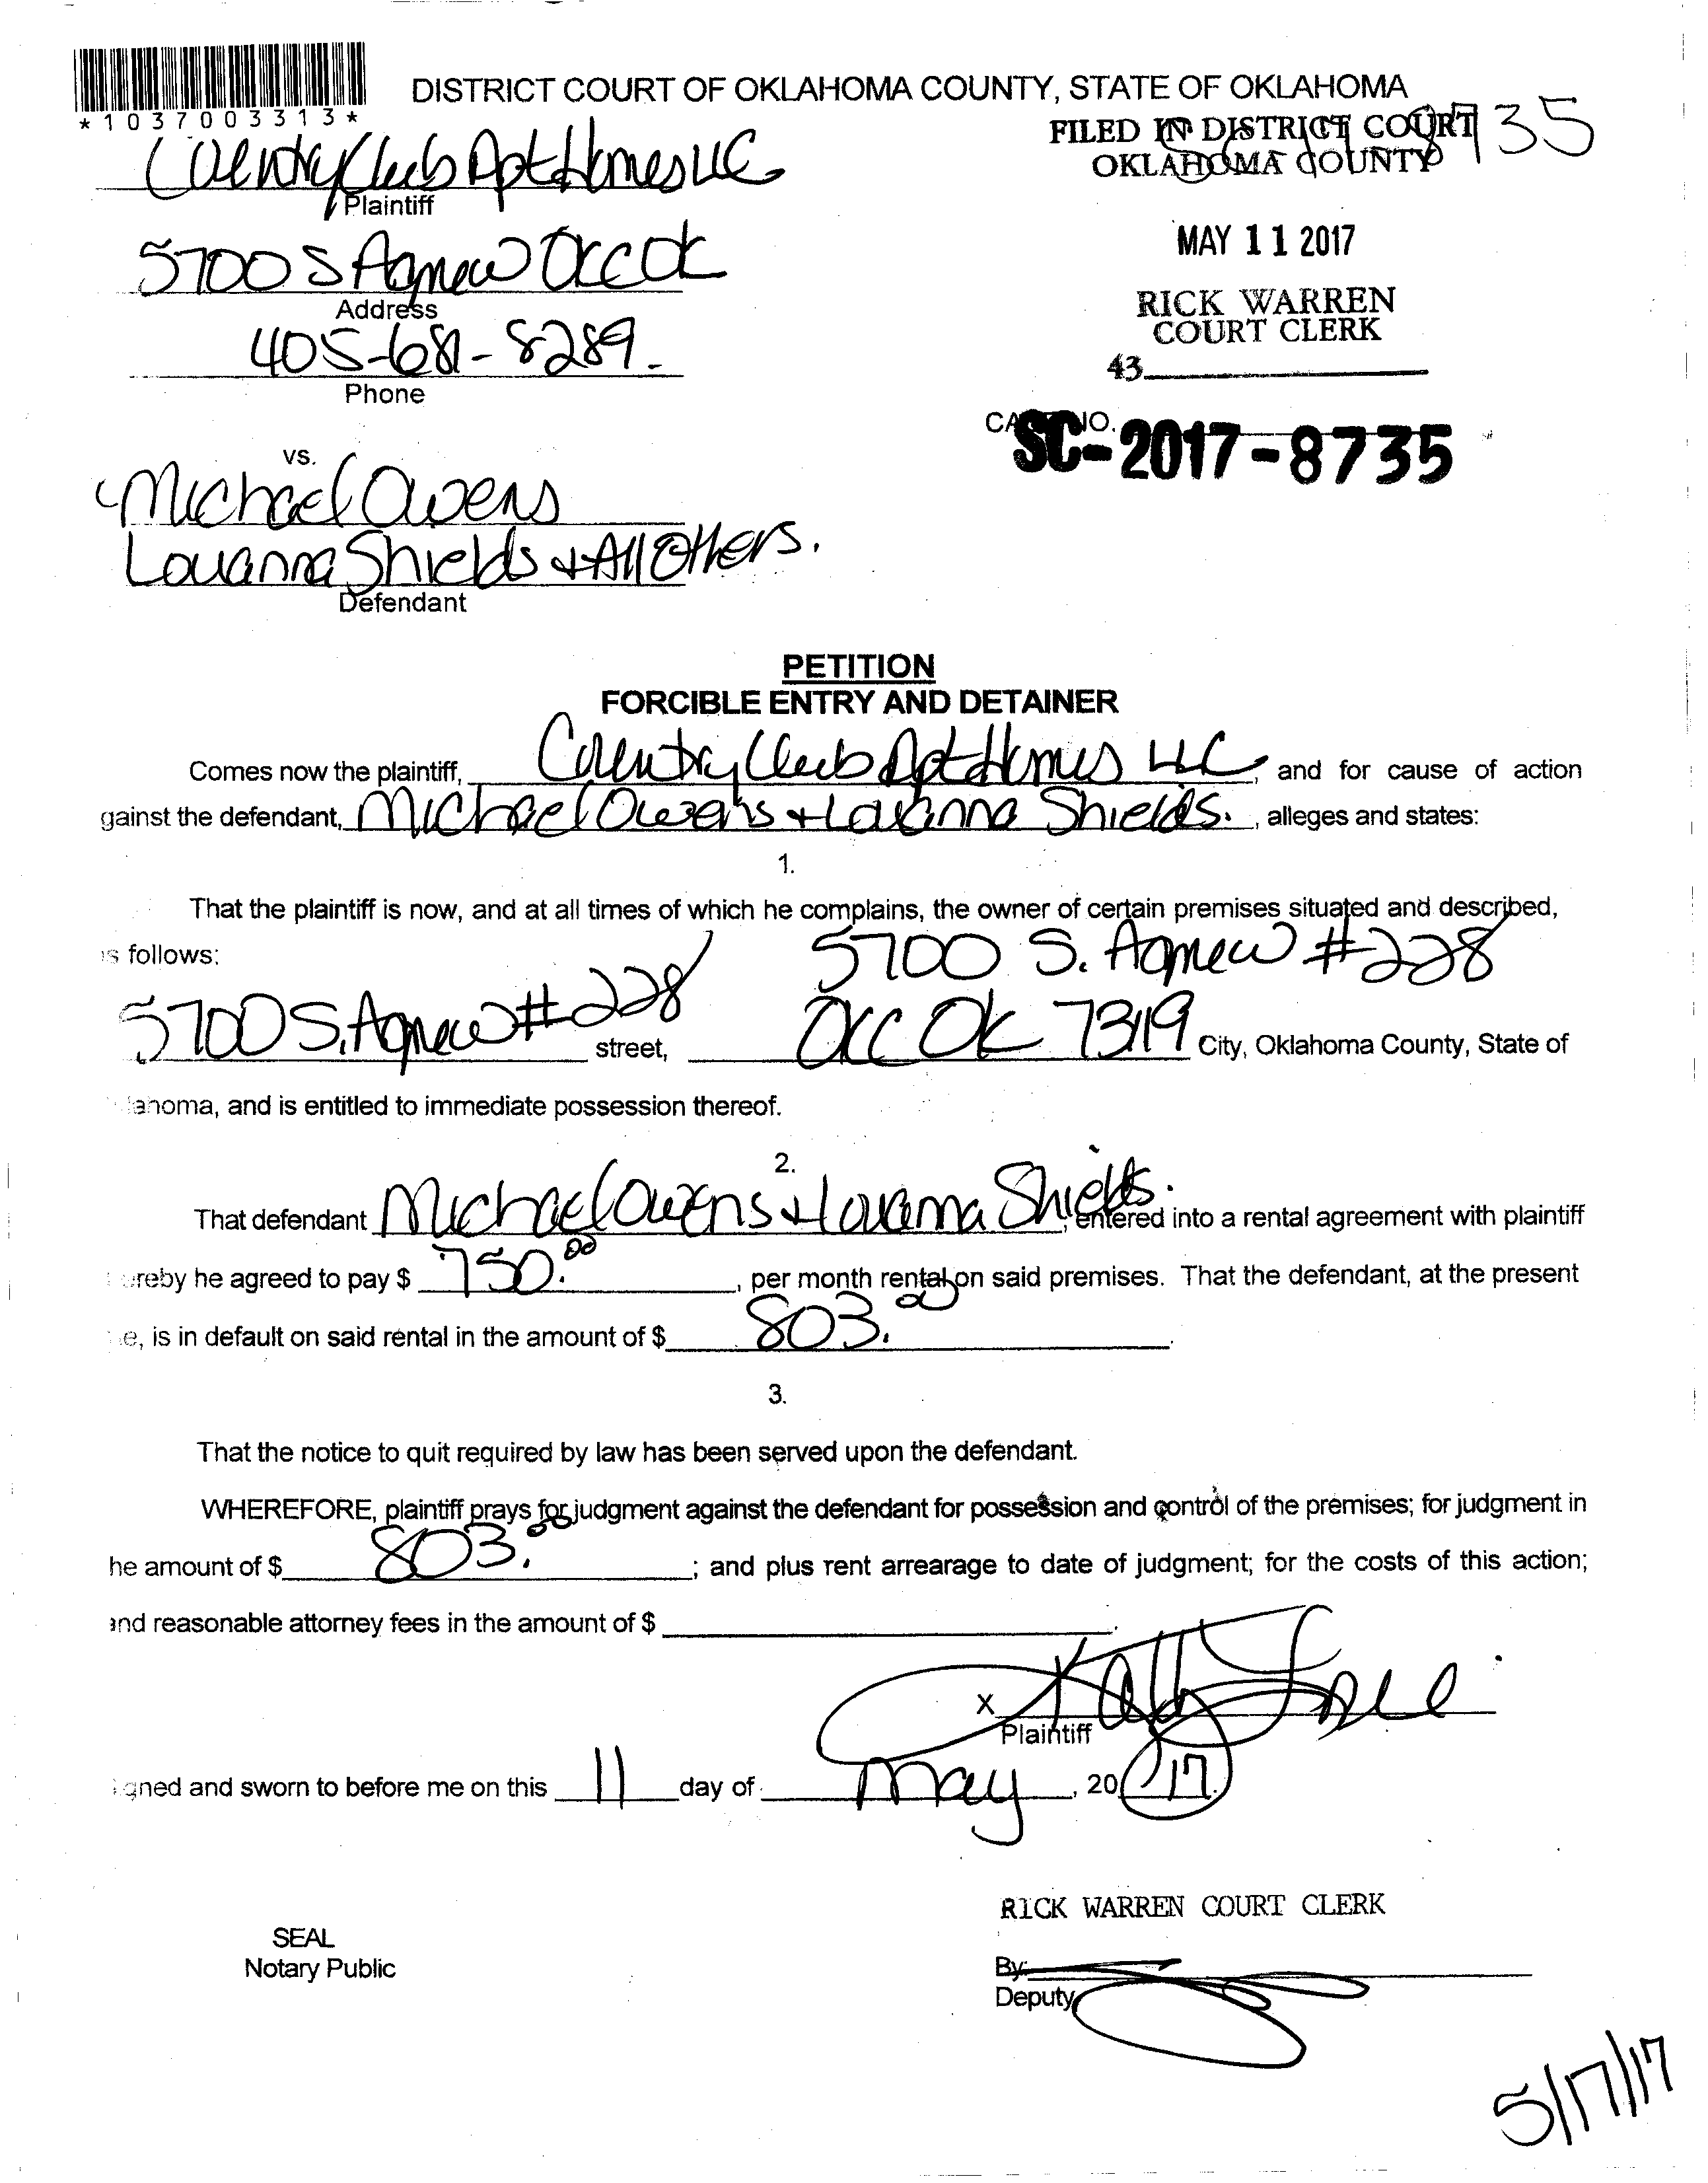 *1037003313*
DISTRICT COURT OF OKLAHOMA COUNTY, STATE OF OKLAHOMA
FILED IN DISTRICT COURT
OKLAHOMA COUNTY
8735
Country Club Apt Homes LLC
Plaintiff
5700 S Agnew OKC OK
Address
405-681-8289
Phone
MAY 11 2017
RICK WARREN
COURT CLERK
43
CASE NO.
SC-2017-8735
vs.
Michael Owens
Louanna Shields + All Others.
Defendant
PETITION
FORCIBLE ENTRY AND DETAINER
Comes now the plaintiff, Country Club Apt Homes LLC, and for cause of action
gainst the defendant, Michael Owens + Louanna Shields., alleges and states:
1.
That the plaintiff is now, and at all times of which he complains, the owner of certain premises situated and described,
as follows:
5700 S. Agnew #228
5700 S. Agnew #228 street, OKC OK 73119 City, Oklahoma County, State of
lahoma, and is entitled to immediate possession thereof.
2.
That defendant Michael Owens + Louanna Shields., entered into a rental agreement with plaintiff
ereby he agreed to pay $ 750.00, per month rental on said premises. That the defendant, at the present
e, is in default on said rental in the amount of $ 803.00.
3.
That the notice to quit required by law has been served upon the defendant.
WHEREFORE, plaintiff prays for judgment against the defendant for possession and control of the premises; for judgment in
he amount of $ 803.00; and plus rent arrearage to date of judgment; for the costs of this action;
and reasonable attorney fees in the amount of $
X
Plaintiff
igned and sworn to before me on this 11 day of May, 20 17.
RICK WARREN COURT CLERK
SEAL
Notary Public
By:
Deputy
5/17/17